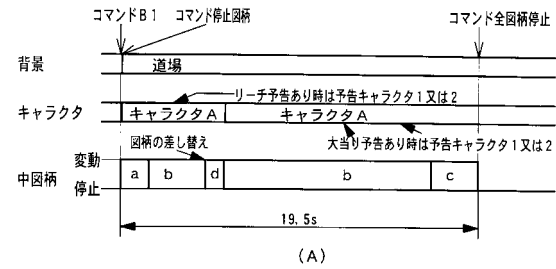 コマンドB1 コマンド停止図柄 コマンド全図柄停止
背景 道場
リーチ予告あり時は予告キャラクタ1又は2
キャラクタ キャラクタA キャラクタA
図柄の差し替え 大当り予告あり時は予告キャラクタ1又は2
変動
中図柄 a b d b c
停止
19.5s
(A)